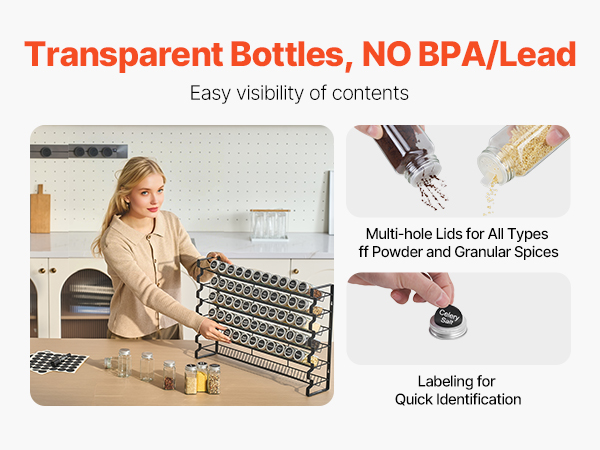 Transparent Bottles, NO BPA/Lead
Easy visibility of contents
Multi-hole Lids for All Types
ff Powder and Granular Spices
Celery
Salt
Labeling for
Quick Identification